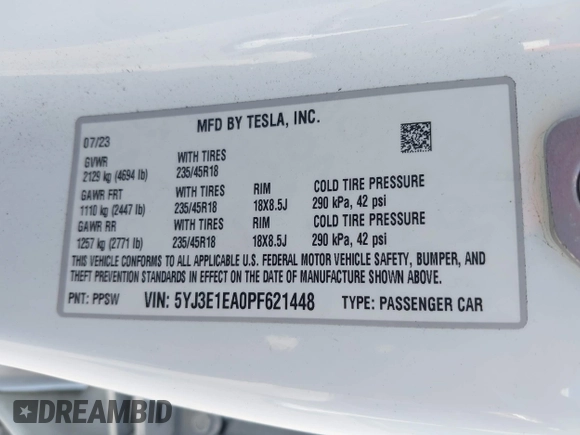 MFD BY TESLA, INC.
07/23
GVWR WITH TIRES
2129 kg (4694 lb) 235/45R18
GAWR FRT WITH TIRES RIM COLD TIRE PRESSURE
1110 kg (2447 lb) 235/45R18 18X8.5J 290 kPa, 42 psi
GAWR RR WITH TIRES RIM COLD TIRE PRESSURE
1257 kg (2771 lb) 235/45R18 18X8.5J 290 kPa, 42 psi
THIS VEHICLE CONFORMS TO ALL APPLICABLE U.S. FEDERAL MOTOR VEHICLE SAFETY, BUMPER, AND
THEFT PREVENTION STANDARDS IN EFFECT ON THE DATE OF MANUFACTURE SHOWN ABOVE.
PNT: PPSW VIN: 5YJ3E1EA0PF621448 TYPE: PASSENGER CAR
DREAMBID